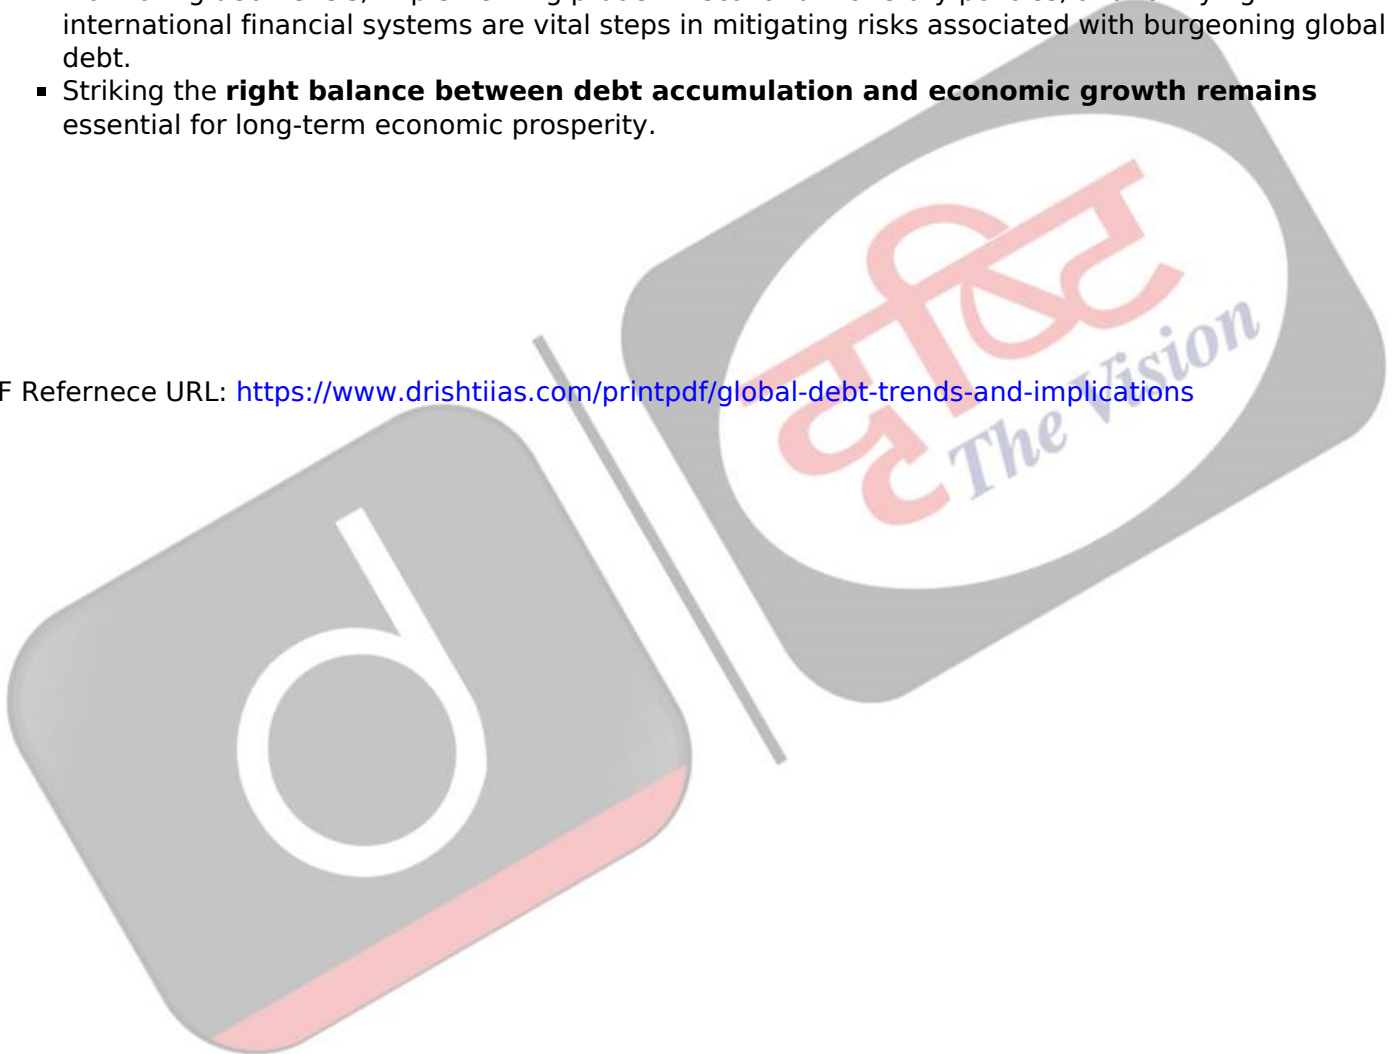 international financial systems are vital steps in mitigating risks associated with burgeoning global
debt.
▪ Striking the right balance between debt accumulation and economic growth remains
essential for long-term economic prosperity.
दृष्टि
The Vision
F Refernece URL: https://www.drishtiias.com/printpdf/global-debt-trends-and-implications
d